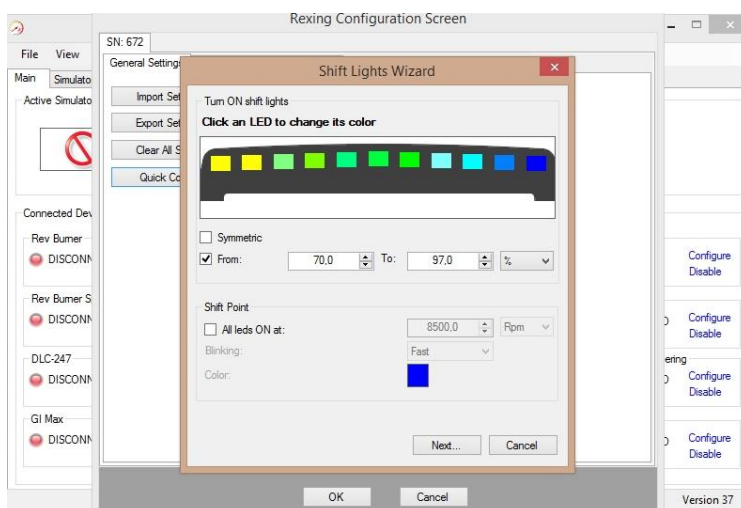 Rexing Configuration Screen
File View
SN: 672
Main Simulato
General Settings
Shift Lights Wizard
Active Simulato
Import Set
Export Set
Clear All S
Quick Co
Turn ON shift lights
Click an LED to change its color
Symmetric
From: 70,0 To: 97,0 %
Shift Point
All leds ON at: 8500,0 Rpm
Blinking: Fast
Color:
Next... Cancel
Connected Dev
Rev Burner
DISCONN
Configure
Disable
Rev Burner S
DISCONN
Configure
Disable
DLC-247
ering
DISCONN
Configure
Disable
GI Max
DISCONN
Configure
Disable
OK Cancel
Version 37